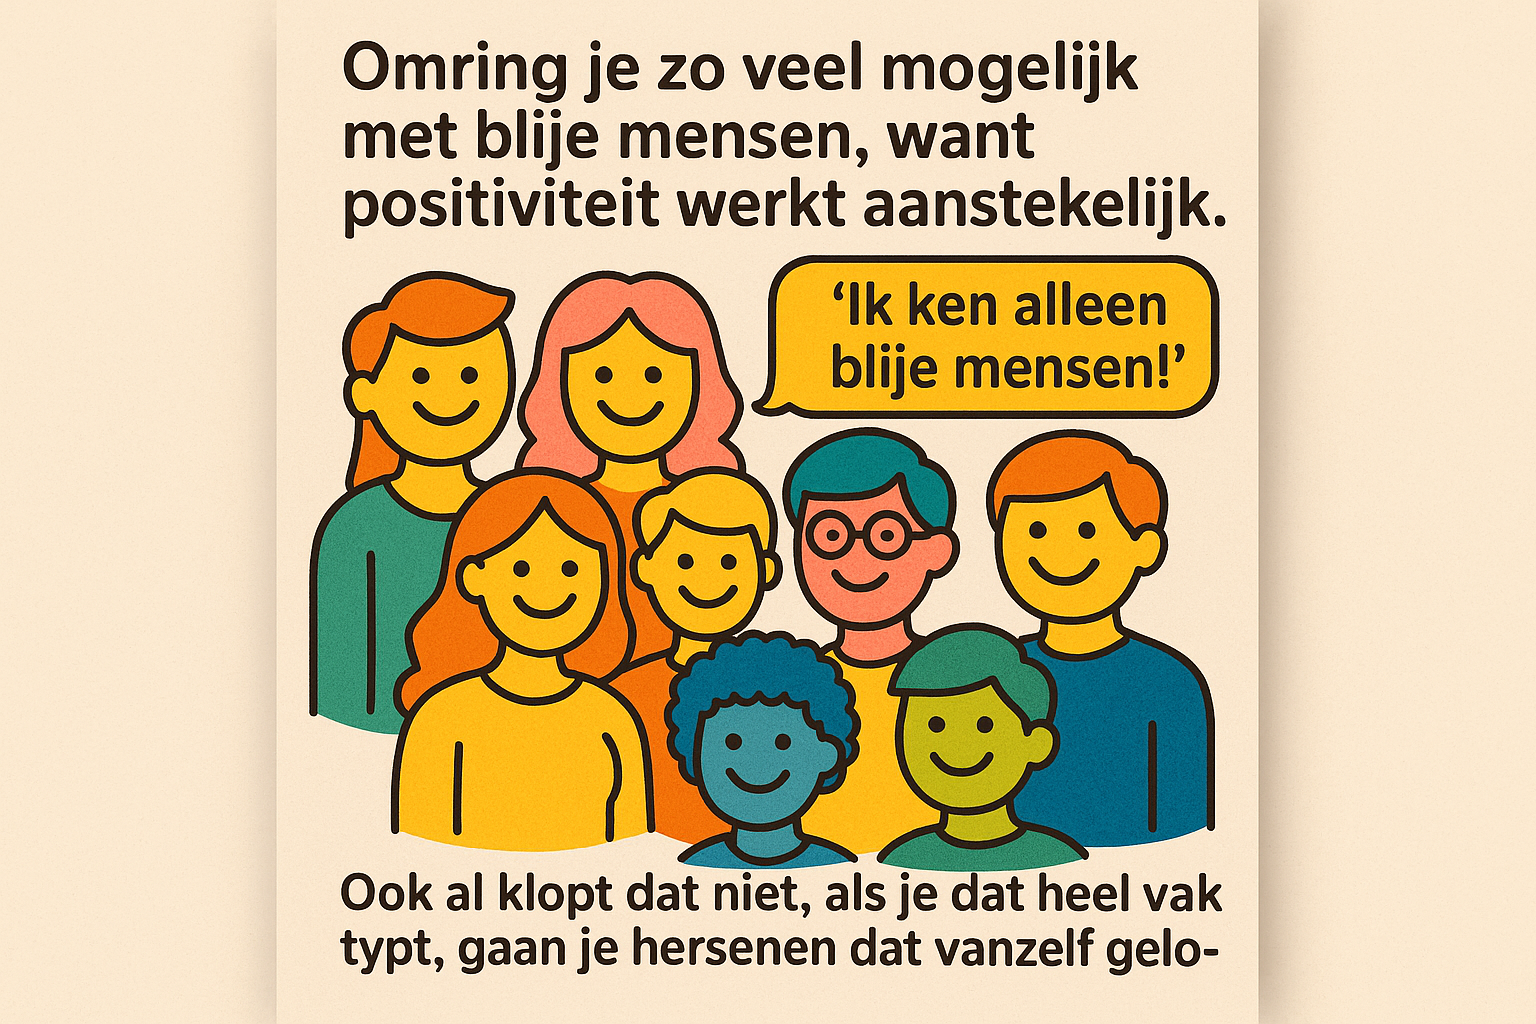 Omring je zo veel mogelijk
met blije mensen, want
positiviteit werkt aanstekelijk.
‘Ik ken alleen
blije mensen!’
Ook al klopt dat niet, als je dat heel vak
typt, gaan je hersenen dat vanzelf gelo-